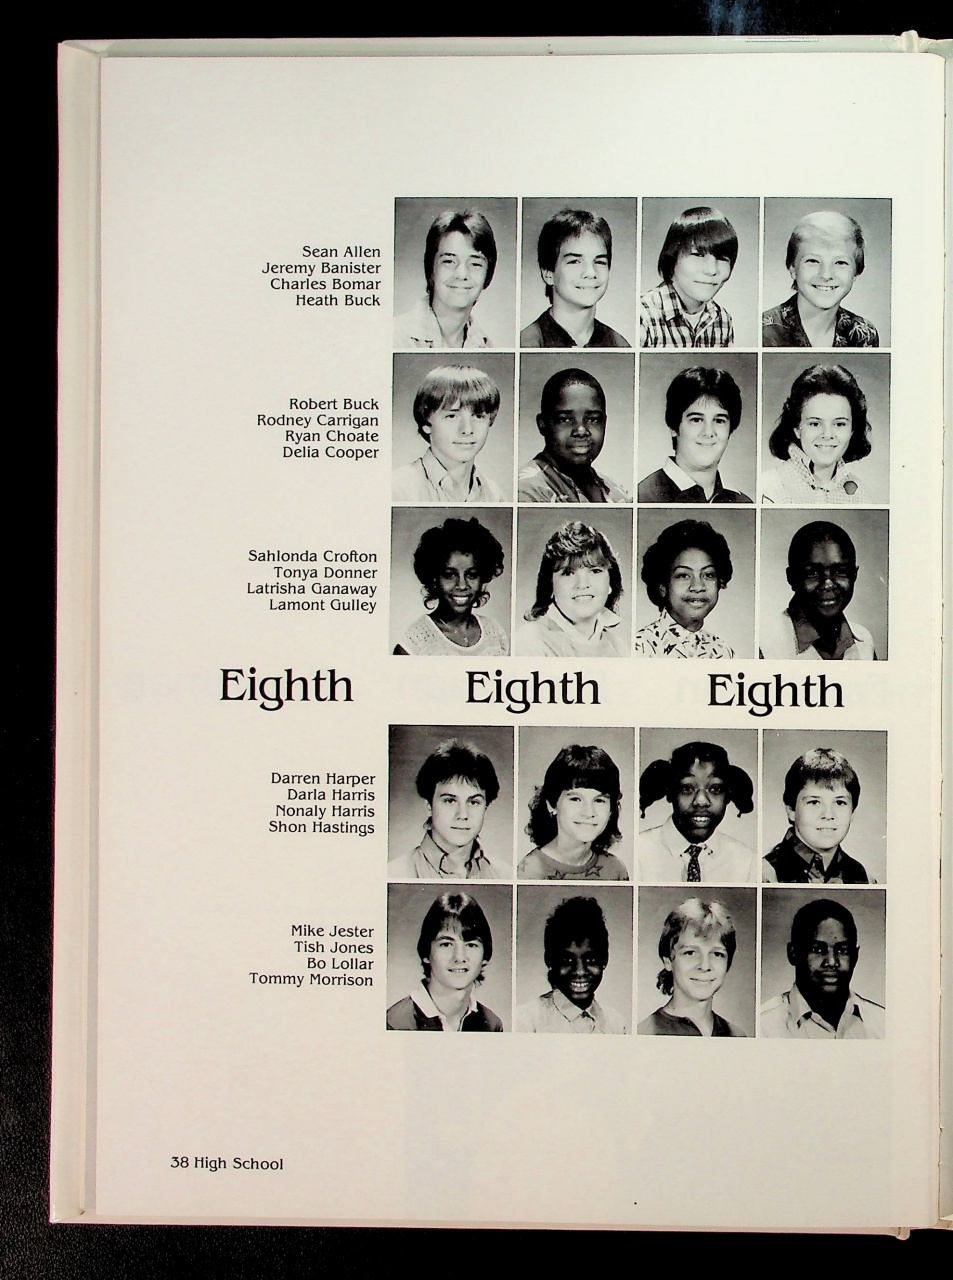 Sean Allen
Jeremy Banister
Charles Bomar
Heath Buck
Robert Buck
Rodney Carrigan
Ryan Choate
Delia Cooper
Sahlonda Crofton
Tonya Donner
Latrisha Ganaway
Lamont Gulley
Eighth Eighth Eighth
Darren Harper
Darla Harris
Nonaly Harris
Shon Hastings
Mike Jester
Tish Jones
Bo Lollar
Tommy Morrison
38 High School